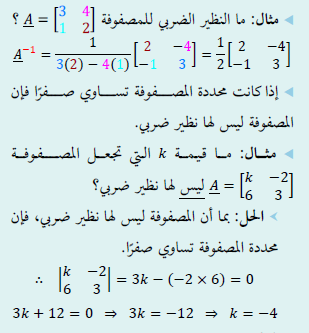 مثال: ما النظير الضربي للمصفوفة A = [3 4; 1 2] ؟
A⁻¹ = 1/(3(2) − 4(1)) [2 −4; −1 3] = 1/2 [2 −4; −1 3]
إذا كانت محددة المصفوفة تساوي صفرًا فإن
المصفوفة ليس لها نظير ضربي.
مثال: ما قيمة k التي تجعل المصفوفة
A = [k −2; 6 3] ليس لها نظير ضربي؟
الحل: بما أن المصفوفة ليس لها نظير ضربي، فإن
محددة المصفوفة تساوي صفرًا.
∴ |k −2; 6 3| = 3k − (−2 × 6) = 0
3k + 12 = 0 ⇒ 3k = −12 ⇒ k = −4